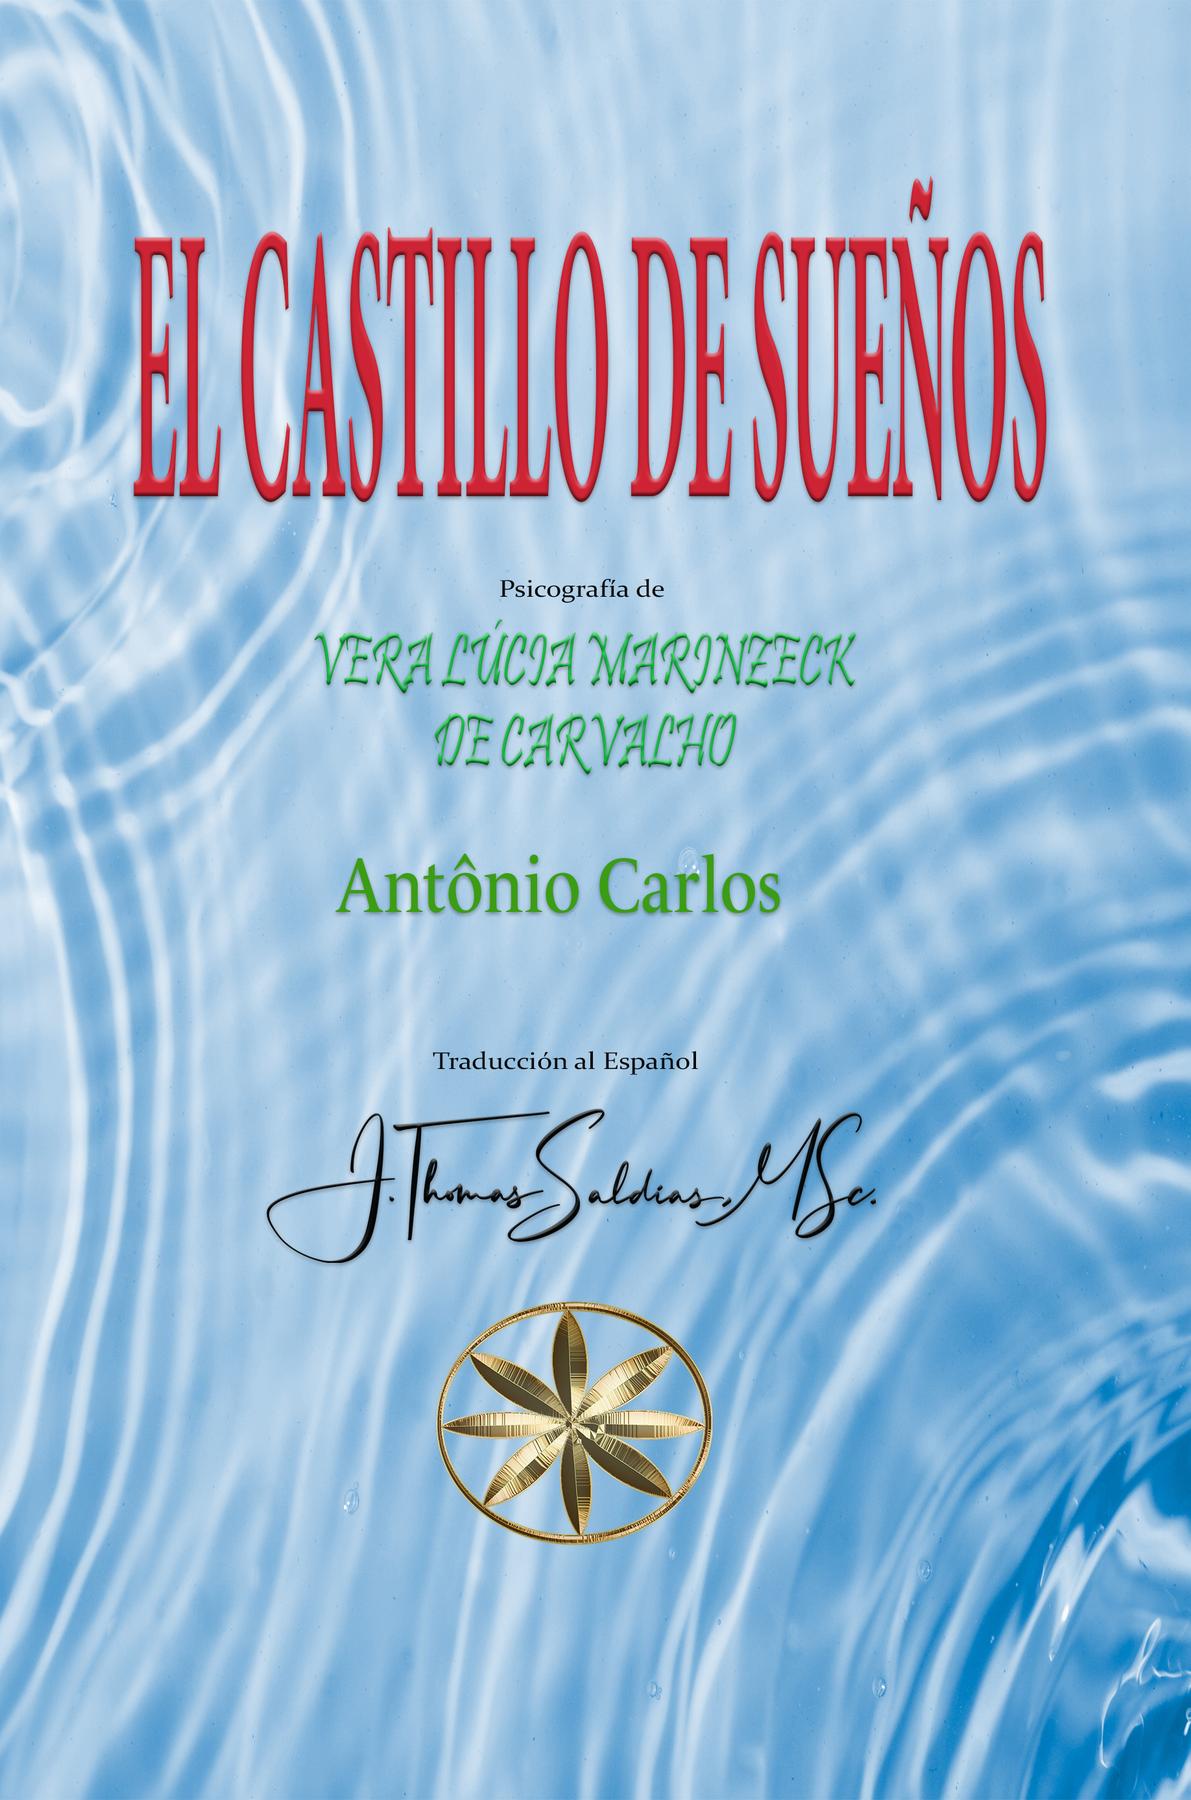 EL CASTILLO DE SUEÑOS
Psicografía de
VERA LÚCIA MARINZECK
DE CARVALHO
Antônio Carlos
Traducción al Español
J.Thomas Saldias, MSc.